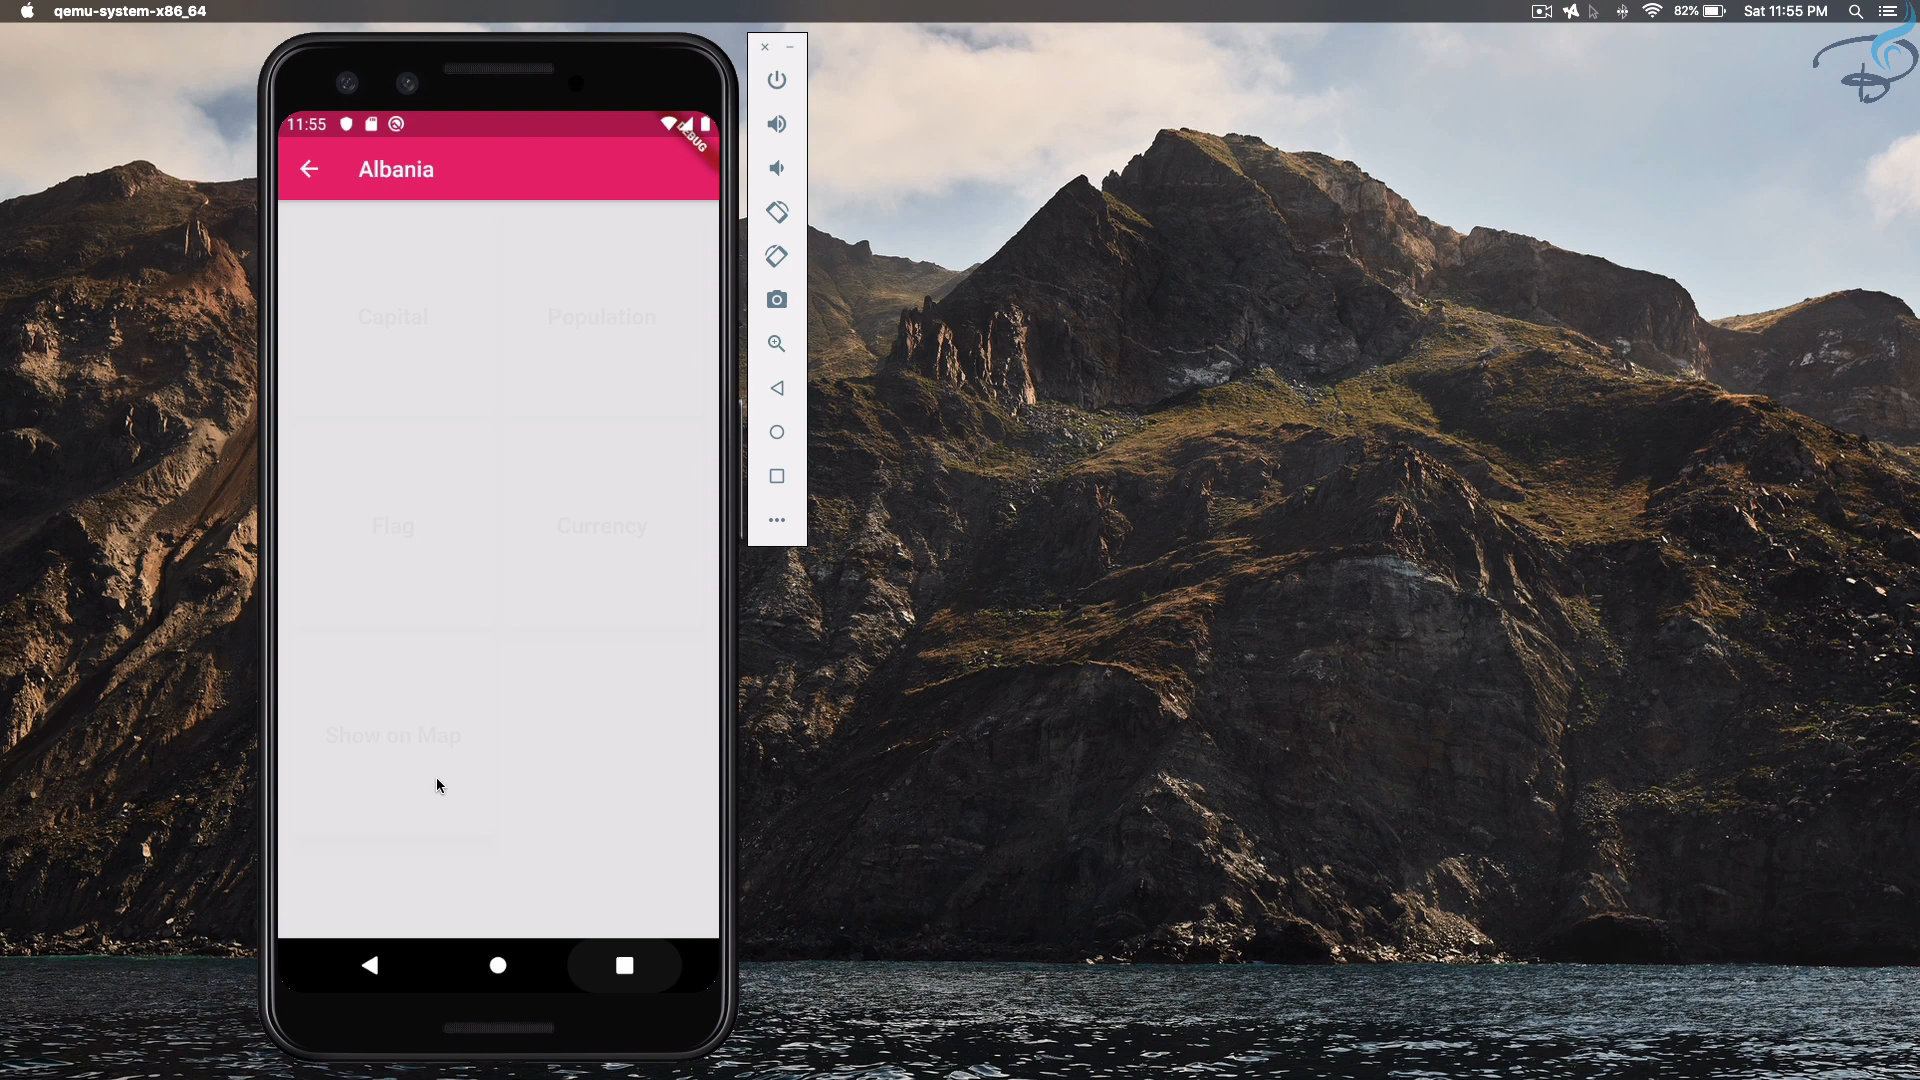 qemu-system-x86_64
82%
Sat 11:55 PM
11:55
DEBUG
Albania
Capital
Population
Flag
Currency
Show on Map